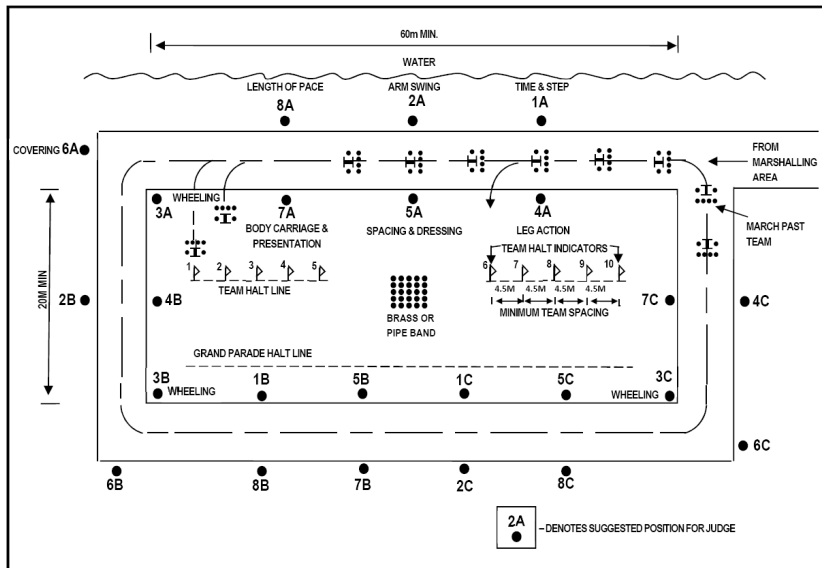 60m MIN.
WATER
LENGTH OF PACE
ARM SWING
TIME & STEP
8A
2A
1A
COVERING 6A
FROM
MARSHALLING
AREA
WHEELING
3A
7A
5A
4A
BODY CARRIAGE &
PRESENTATION
SPACING & DRESSING
LEG ACTION
MARCH PAST
TEAM
TEAM HALT INDICATORS
1 2 3 4 5
6 7 8 9 10
TEAM HALT LINE
4.5M 4.5M 4.5M 4.5M
MINIMUM TEAM SPACING
20M MIN
2B
4B
BRASS OR
PIPE BAND
7C
4C
GRAND PARADE HALT LINE
3B
WHEELING
1B
5B
1C
5C
WHEELING
3C
6C
6B
8B
7B
2C
8C
2A
– DENOTES SUGGESTED POSITION FOR JUDGE